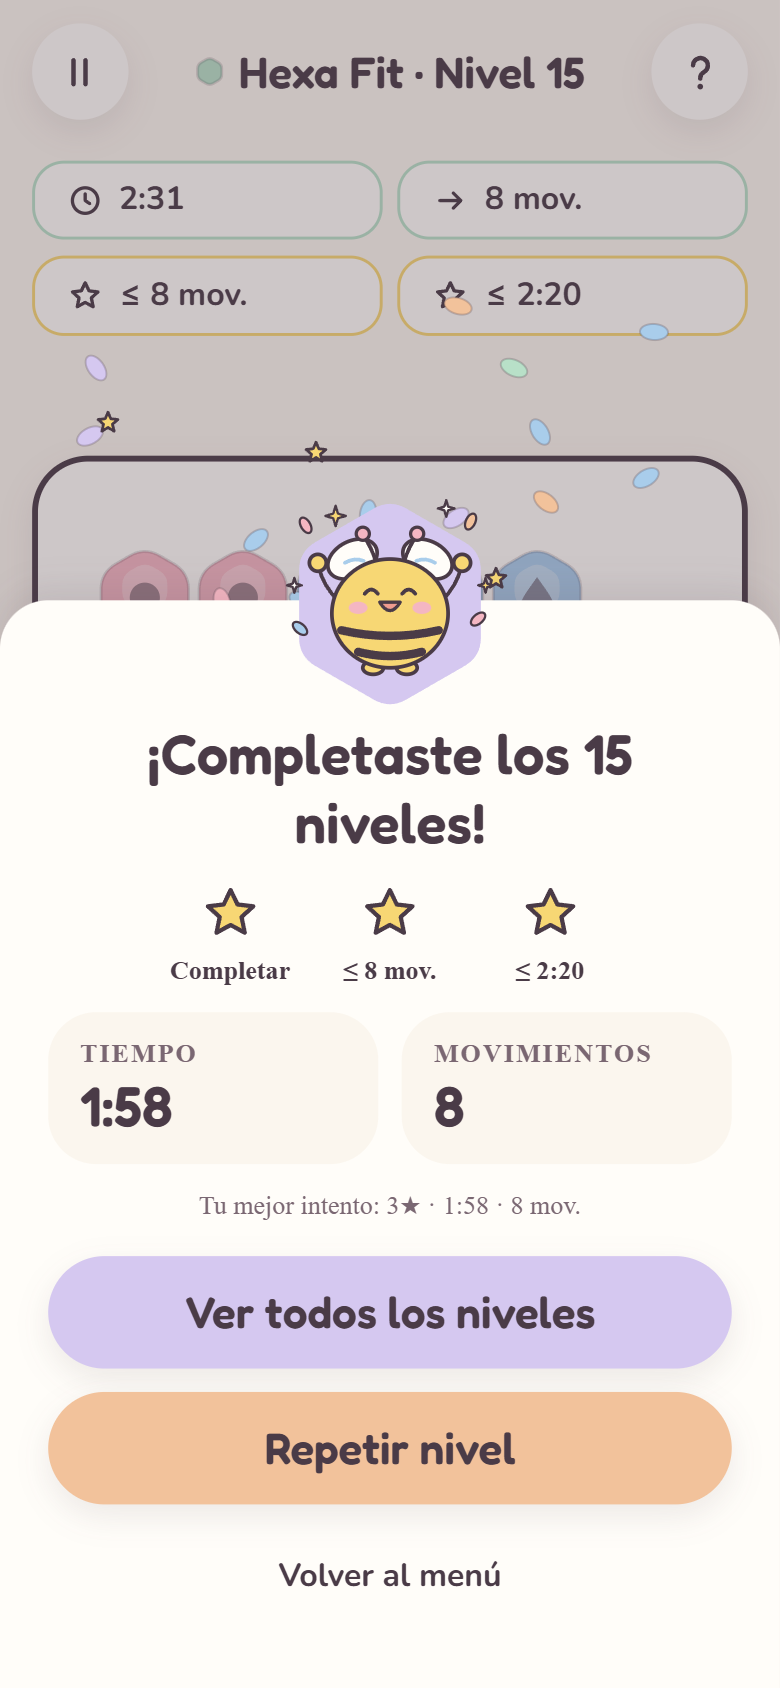 Hexa Fit · Nivel 15
?
2:31
8 mov.
≤ 8 mov.
≤ 2:20
¡Completaste los 15
niveles!
Completar
≤ 8 mov.
≤ 2:20
TIEMPO
MOVIMIENTOS
1:58
8
Tu mejor intento: 3★ · 1:58 · 8 mov.
Ver todos los niveles
Repetir nivel
Volver al menú